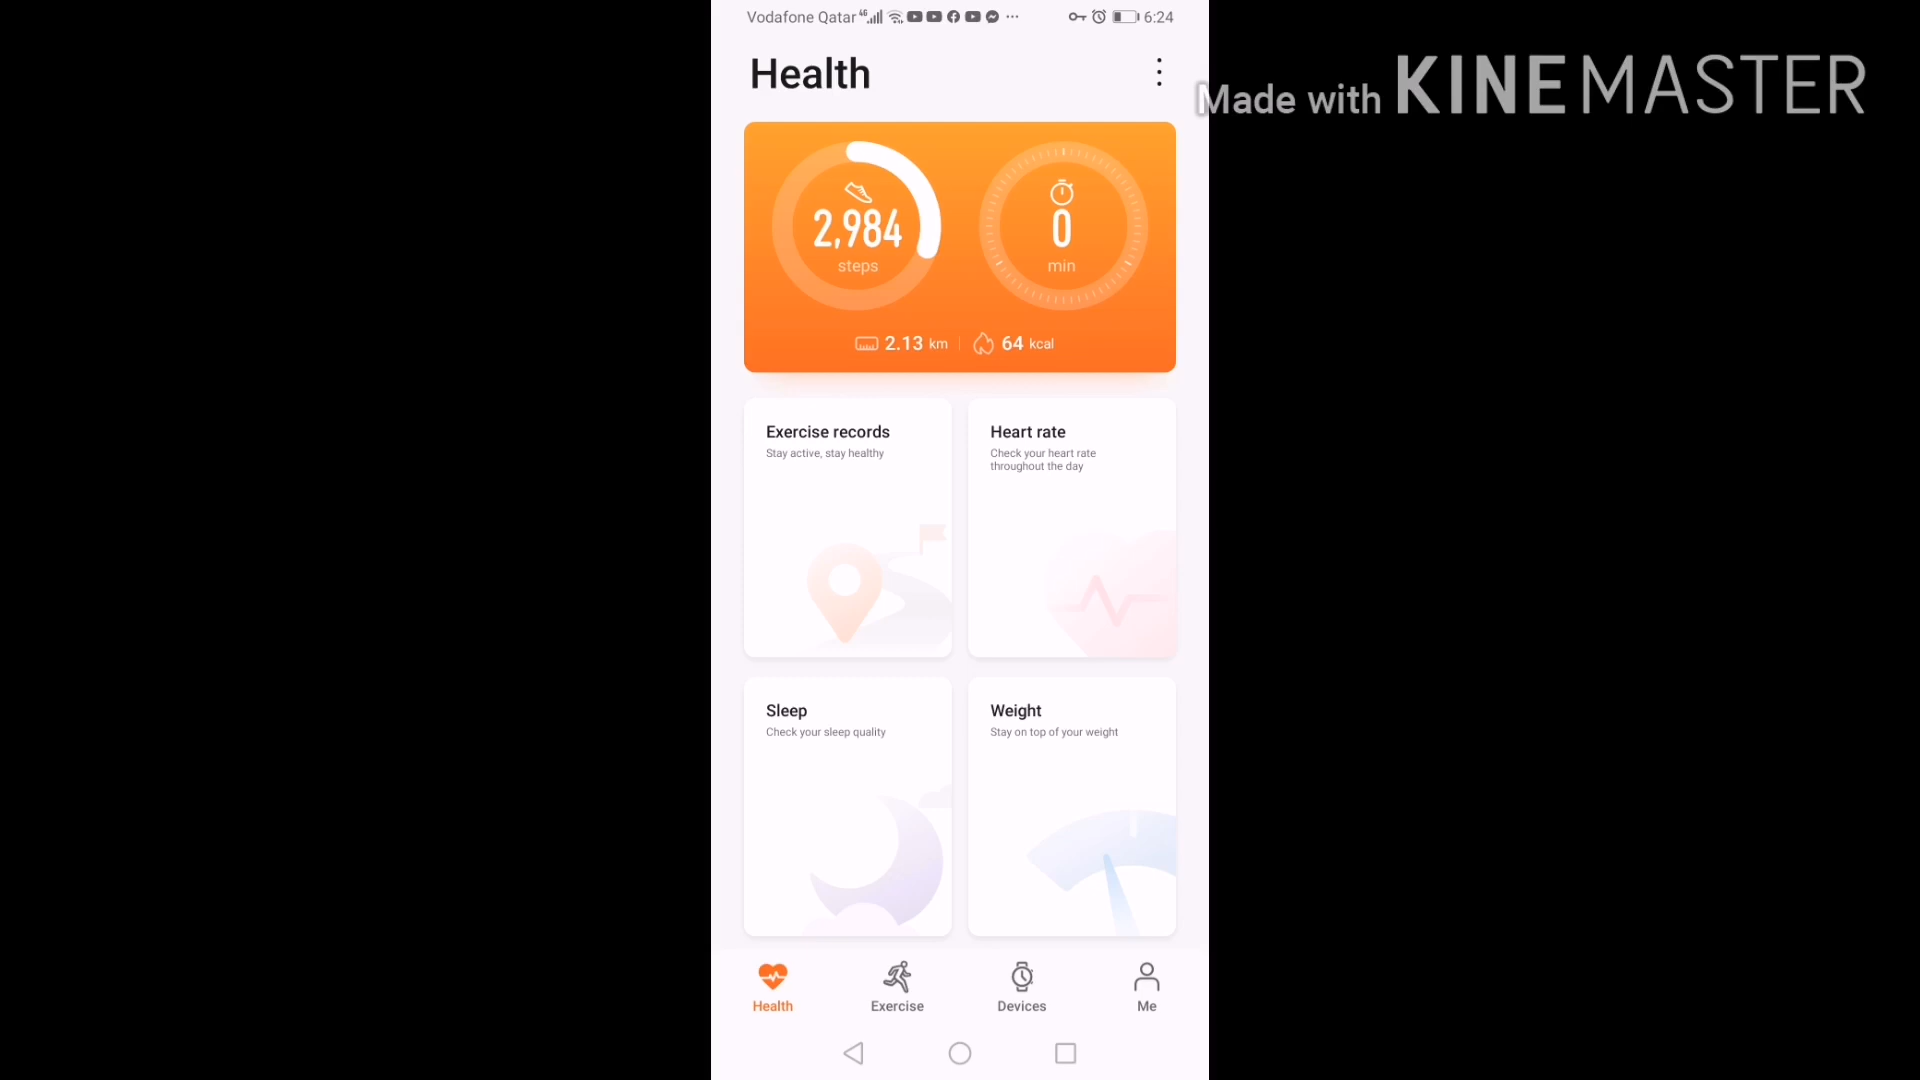 Vodafone Qatar 4G 6:24
Health
Made with KINEMASTER
2,984
steps
0
min
2.13 km
64 kcal
Exercise records
Stay active, stay healthy
Heart rate
Check your heart rate
throughout the day
Sleep
Check your sleep quality
Weight
Stay on top of your weight
Health
Exercise
Devices
Me